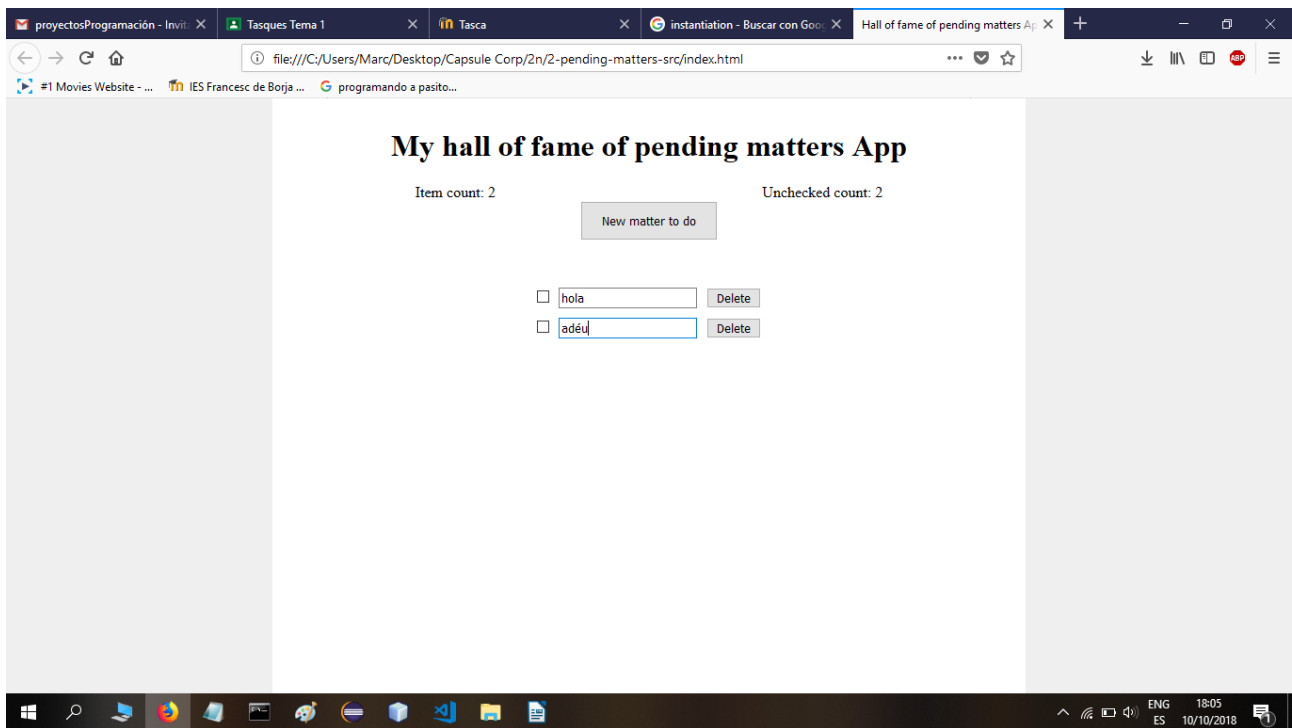 proyectosProgramación - Invit
Tasques Tema 1
Tasca
instantiation - Buscar con Goog
Hall of fame of pending matters Ap
file:///C:/Users/Marc/Desktop/Capsule Corp/2n/2-pending-matters-src/index.html
ABP
#1 Movies Website - ...
IES Francesc de Borja ...
programando a pasito...
My hall of fame of pending matters App
Item count: 2
Unchecked count: 2
New matter to do
hola
Delete
adéu
Delete
ENG
ES
18:05
10/10/2018
1